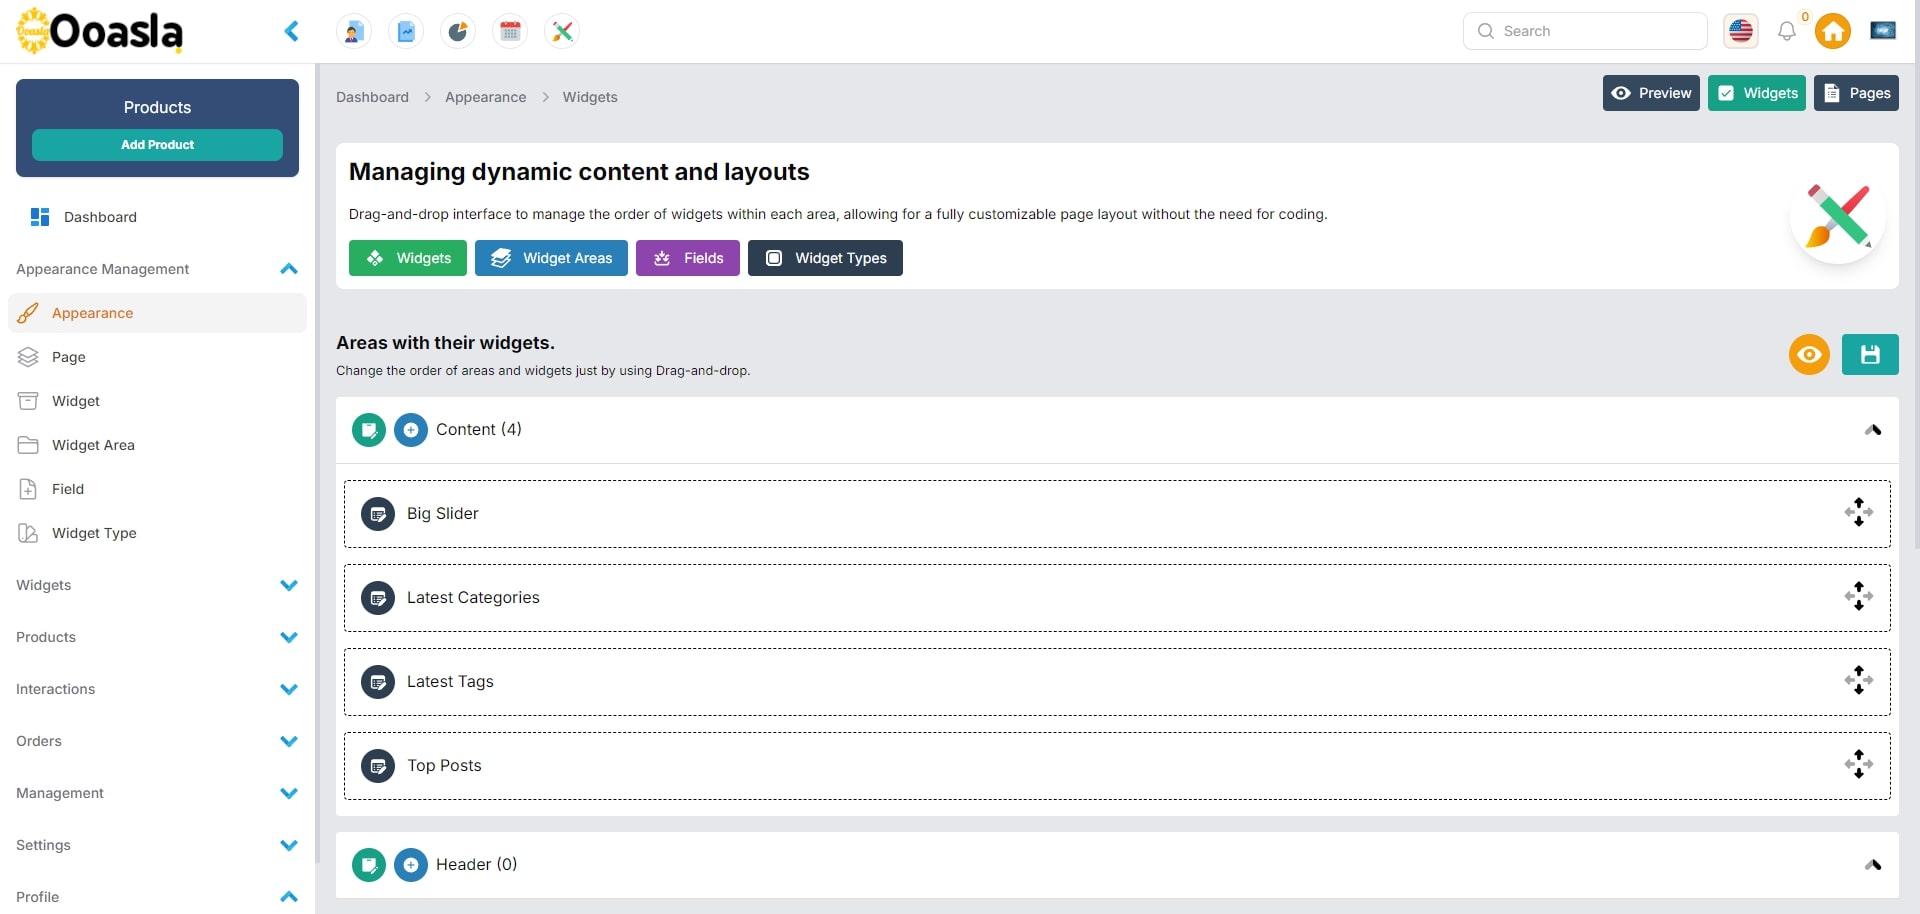 Ooasla
Search
0
Products
Add Product
Dashboard
Appearance Management
Appearance
Page
Widget
Widget Area
Field
Widget Type
Widgets
Products
Interactions
Orders
Management
Settings
Profile
Dashboard > Appearance > Widgets
Preview
Widgets
Pages
Managing dynamic content and layouts
Drag-and-drop interface to manage the order of widgets within each area, allowing for a fully customizable page layout without the need for coding.
Widgets
Widget Areas
Fields
Widget Types
Areas with their widgets.
Change the order of areas and widgets just by using Drag-and-drop.
Content (4)
Big Slider
Latest Categories
Latest Tags
Top Posts
Header (0)